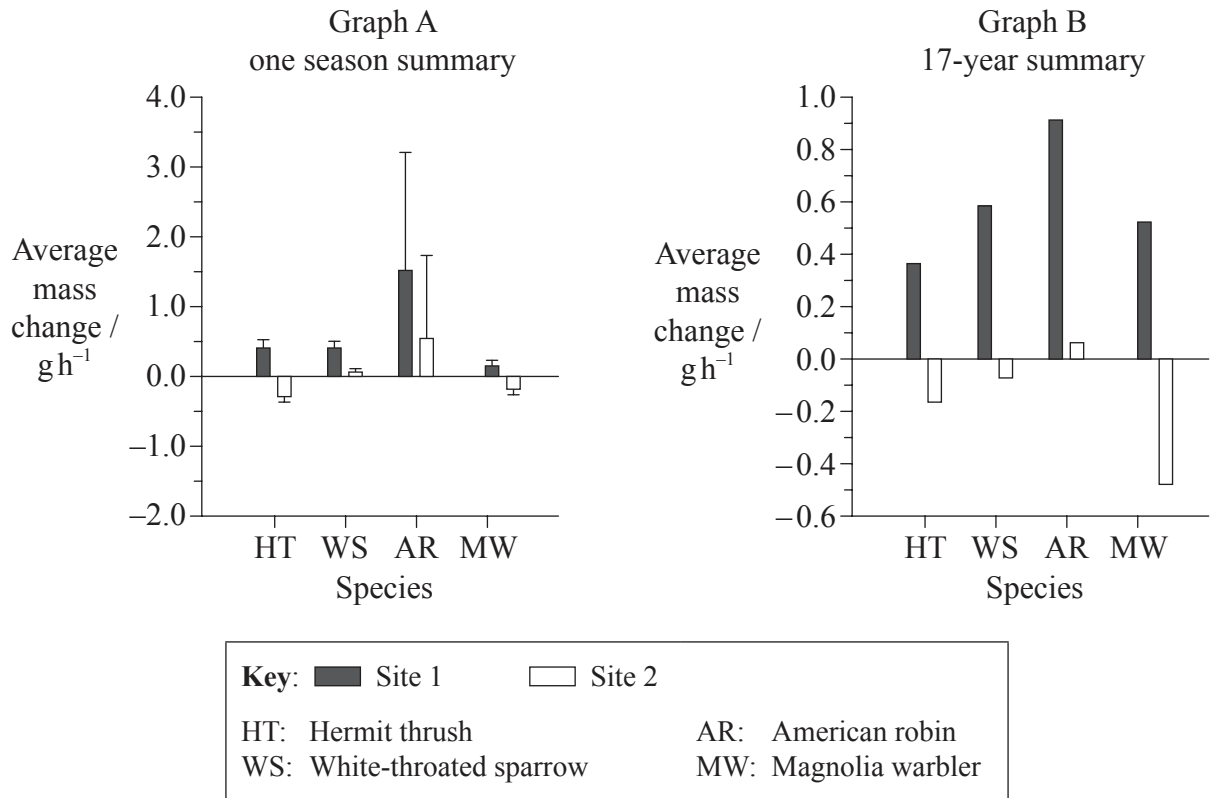 Graph A
one season summary
4.0
3.0
2.0
1.0
0.0
–1.0
–2.0
Average
mass
change /
g h⁻¹
HT WS AR MW
Species
Graph B
17-year summary
1.0
0.8
0.6
0.4
0.2
0.0
–0.2
–0.4
–0.6
Average
mass
change /
g h⁻¹
HT WS AR MW
Species
Key: Site 1 Site 2
HT: Hermit thrush AR: American robin
WS: White-throated sparrow MW: Magnolia warbler